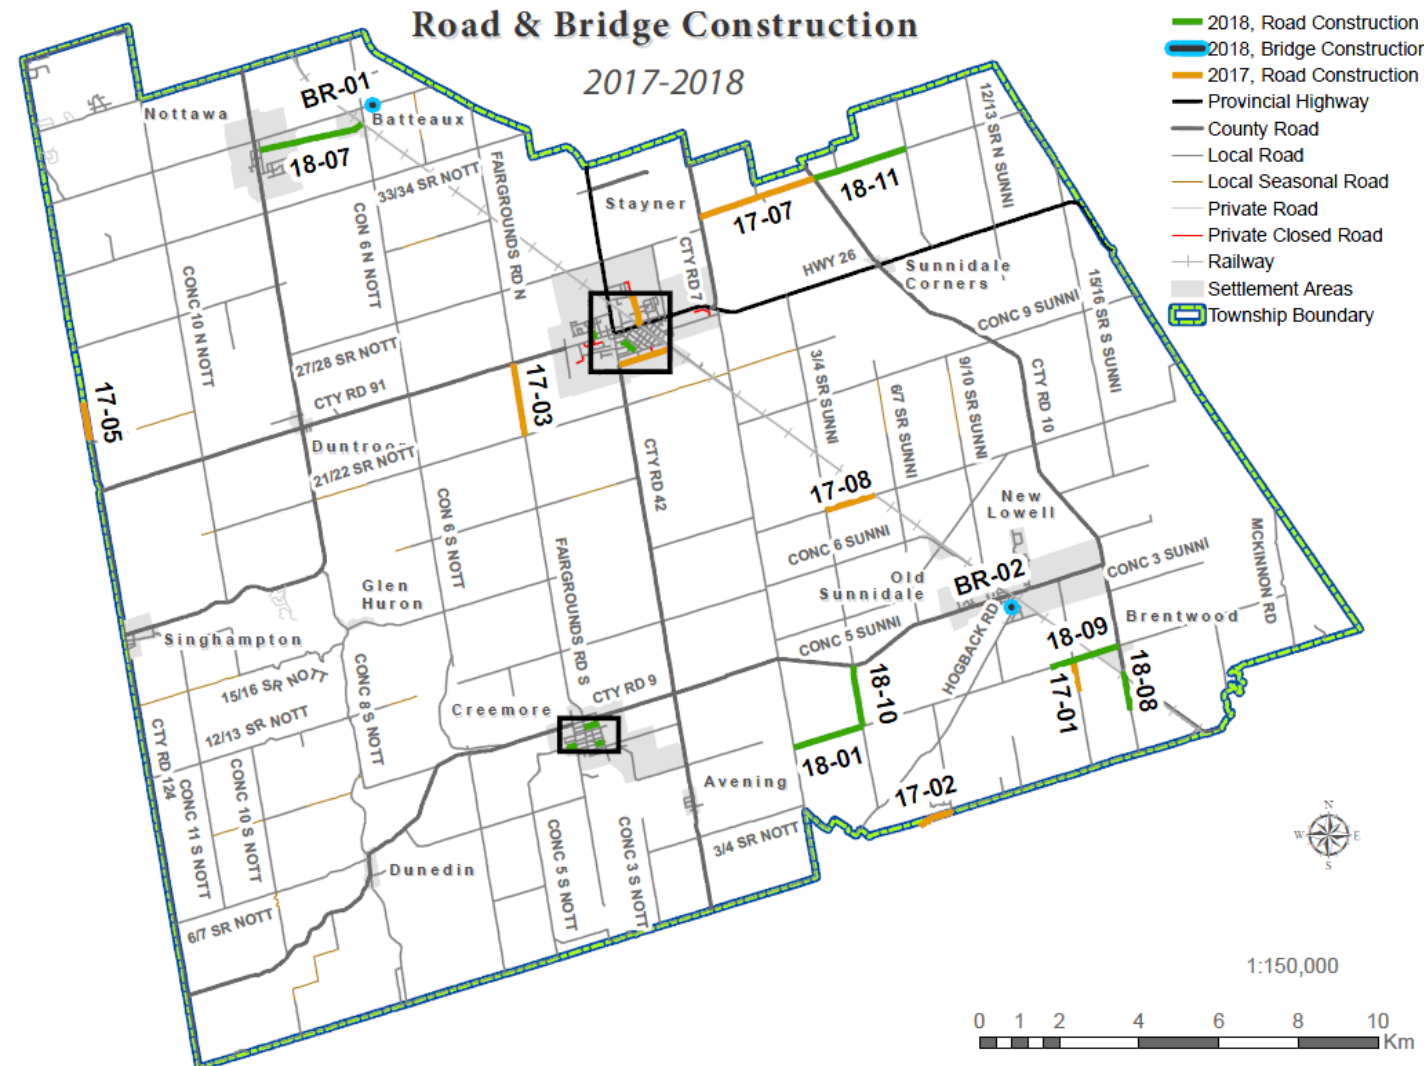 Road & Bridge Construction
2017-2018
2018, Road Construction
2018, Bridge Construction
2017, Road Construction
Provincial Highway
County Road
Local Road
Local Seasonal Road
Private Road
Private Closed Road
Railway
Settlement Areas
Township Boundary
BR-01
Nottawa
Batteaux
18-07
33/34 SR NOTT
FAIRGROUNDS RD N
CON 6 N NOTT
CONC 10 N NOTT
Stayner
CTY RD 7
17-07
18-11
12/13 SR N SUNNI
HWY 26
Sunnidale
Corners
15/16 SR S SUNNI
CONC 9 SUNNI
27/28 SR NOTT
CTY RD 91
17-05
17-03
Duntroon
21/22 SR NOTT
3/4 SR SUNNI
6/7 SR SUNNI
9/10 SR SUNNI
CTY RD 10
CTY RD 42
17-08
New
Lowell
CON 6 S NOTT
CONC 6 SUNNI
FAIRGROUNDS RD S
Old
Sunnidale
BR-02
CONC 3 SUNNI
MCKINNON RD
Glen
Huron
Singhampton
CONC 5 SUNNI
HOGBACK RD
18-09
Brentwood
15/16 SR NOTT
CONC 8 S NOTT
CTY RD 9
18-10
17-01
18-08
Creemore
12/13 SR NOTT
CTY RD 124
CONC 11 S NOTT
CONC 10 S NOTT
18-01
Avening
17-02
3/4 SR NOTT
CONC 5 S NOTT
CONC 3 S NOTT
Dunedin
6/7 SR NOTT
N
W E
S
1:150,000
0 1 2 4 6 8 10
Km